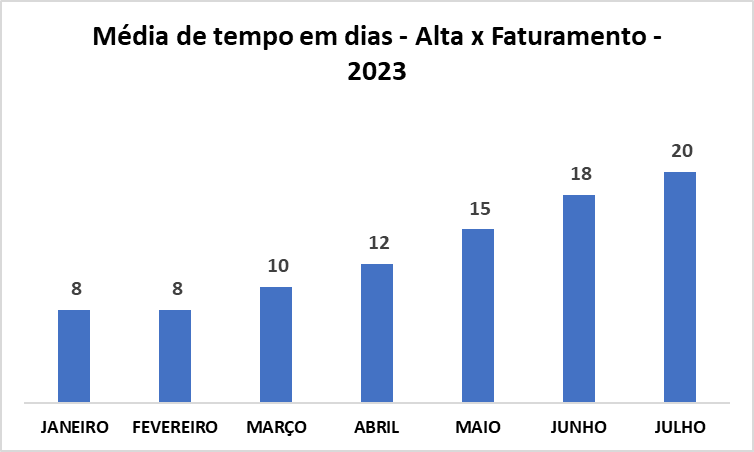 Média de tempo em dias - Alta x Faturamento -
2023
8
8
10
12
15
18
20
JANEIRO
FEVEREIRO
MARÇO
ABRIL
MAIO
JUNHO
JULHO